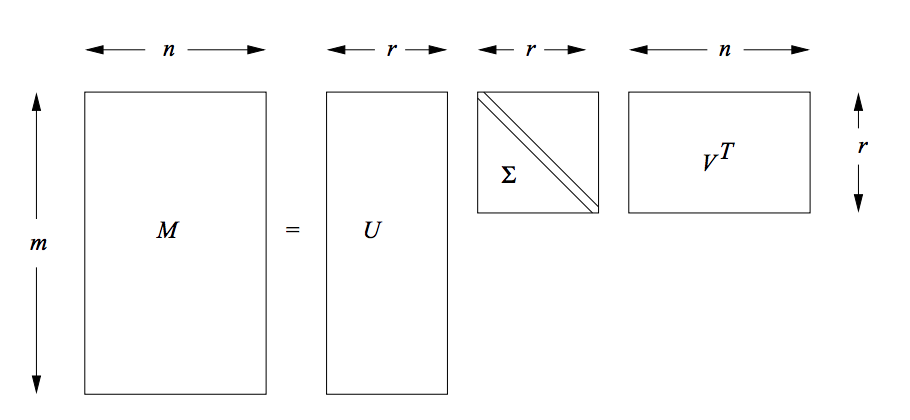 n r r n
r
m M = U Σ V^T